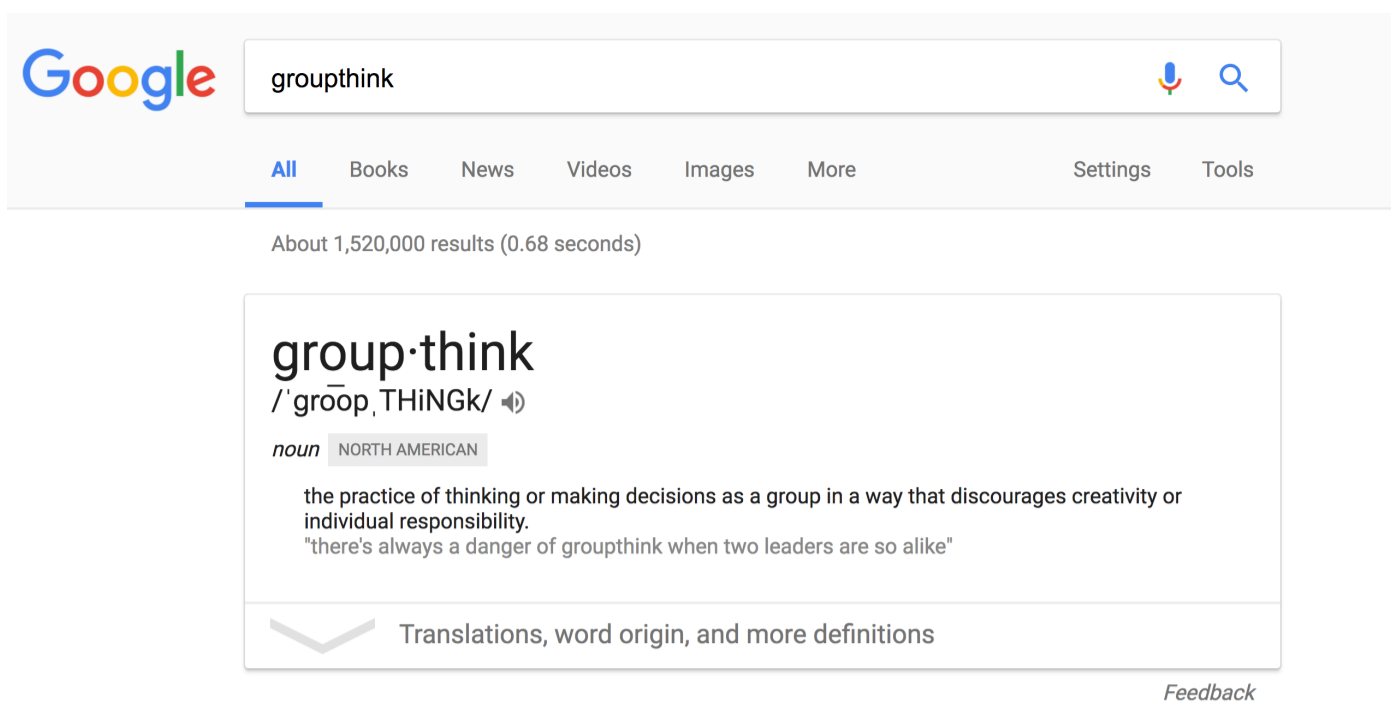 Google
groupthink
All Books News Videos Images More Settings Tools
About 1,520,000 results (0.68 seconds)
group·think
/ˈgro͞opˌTHiNGk/
noun NORTH AMERICAN
the practice of thinking or making decisions as a group in a way that discourages creativity or
individual responsibility.
"there's always a danger of groupthink when two leaders are so alike"
Translations, word origin, and more definitions
Feedback